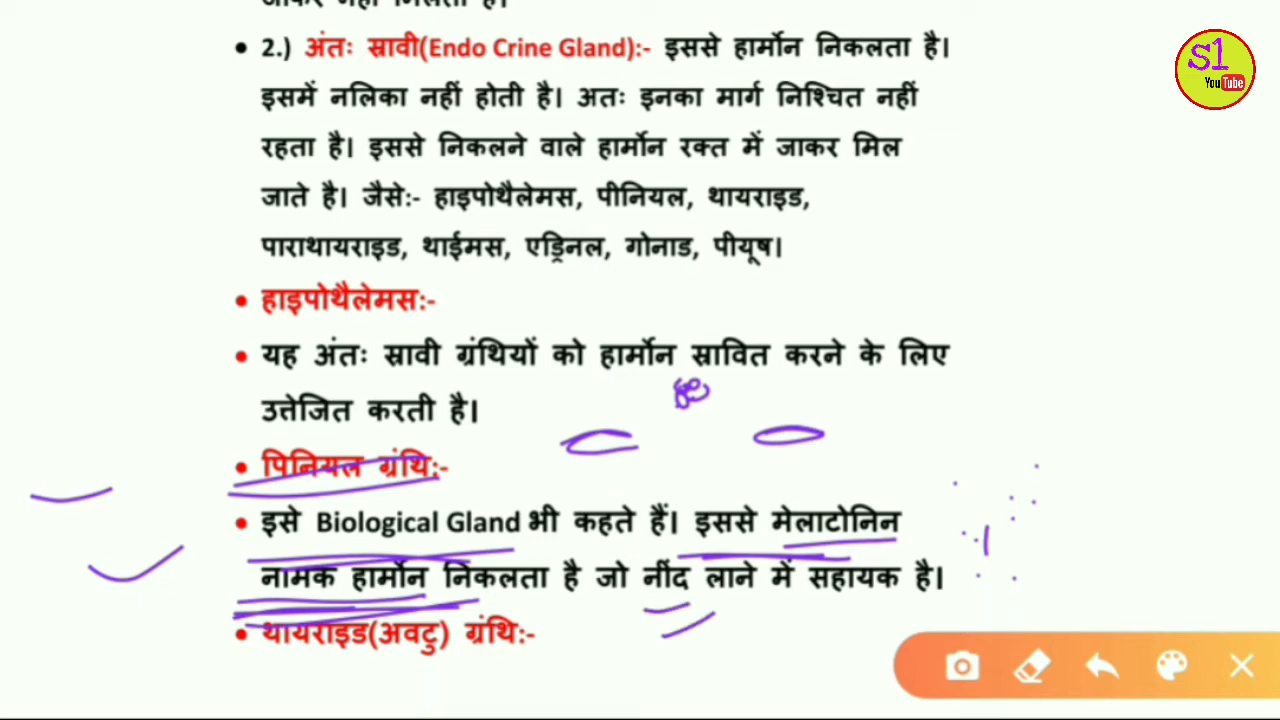 • 2.) अंतः स्रावी(Endo Crine Gland):- इससे हार्मोन निकलता है।
इसमें नलिका नहीं होती है। अतः इनका मार्ग निश्चित नहीं
रहता है। इससे निकलने वाले हार्मोन रक्त में जाकर मिल
जाते है। जैसेः- हाइपोथैलेमस, पीनियल, थायराइड,
पाराथायराइड, थाईमस, एड्रिनल, गोनाड, पीयूष।
• हाइपोथैलेमसः-
• यह अंतः स्रावी ग्रंथियों को हार्मोन स्रावित करने के लिए
उत्तेजित करती है।
• पिनियल ग्रंथि:-
• इसे Biological Gland भी कहते हैं। इससे मेलाटोनिन
नामक हार्मोन निकलता है जो नींद लाने में सहायक है।
• थायराइड(अवटु) ग्रंथि:-
S1
YouTube